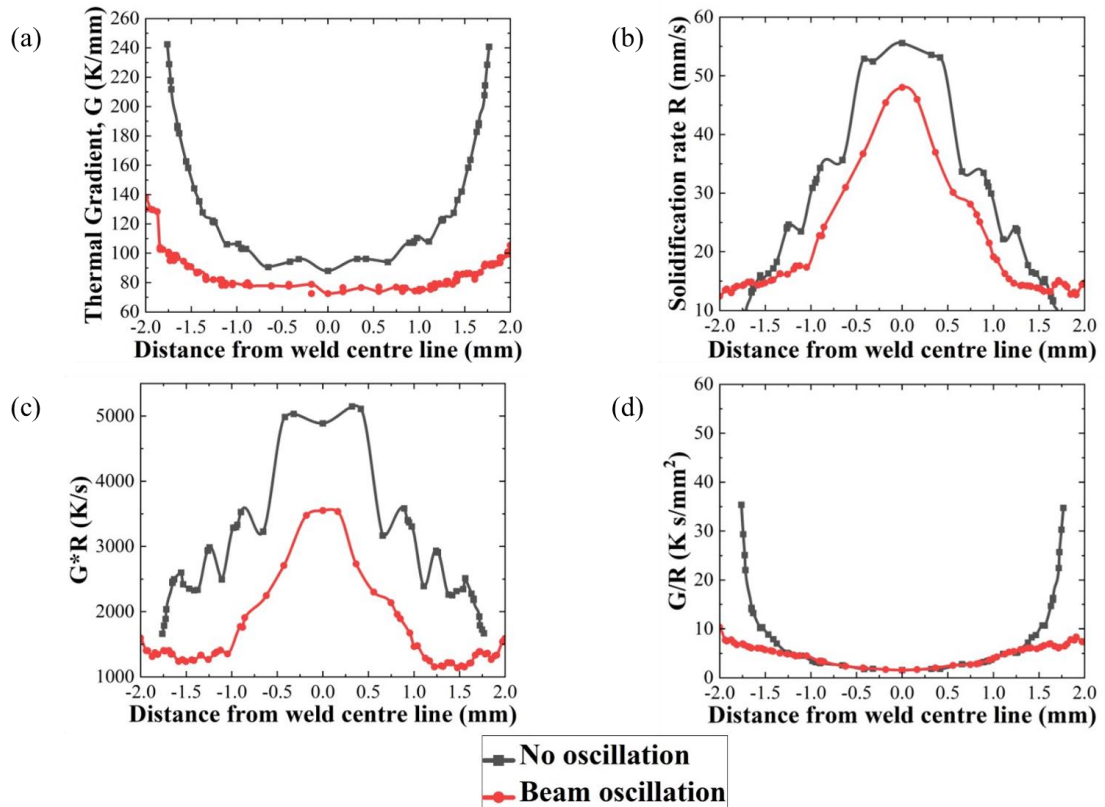 (a)
Thermal Gradient, G (K/mm)
260
240
220
200
180
160
140
120
100
80
60
-2.0 -1.5 -1.0 -0.5 0.0 0.5 1.0 1.5 2.0
Distance from weld centre line (mm)
(b)
Solidification rate R (mm/s)
60
50
40
30
20
10
-2.0 -1.5 -1.0 -0.5 0.0 0.5 1.0 1.5 2.0
Distance from weld centre line (mm)
(c)
G*R (K/s)
5000
4000
3000
2000
1000
-2.0 -1.5 -1.0 -0.5 0.0 0.5 1.0 1.5 2.0
Distance from weld centre line (mm)
(d)
G/R (K s/mm²)
60
50
40
30
20
10
0
-2.0 -1.5 -1.0 -0.5 0.0 0.5 1.0 1.5 2.0
Distance from weld centre line (mm)
No oscillation
Beam oscillation